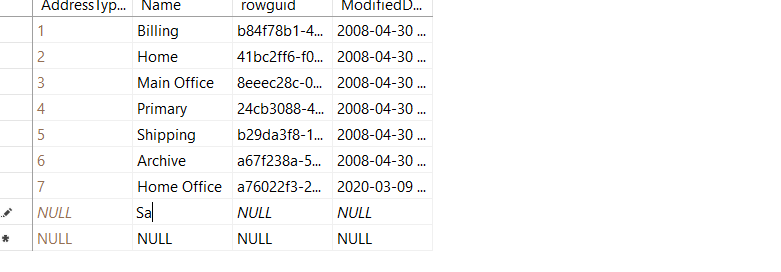 AddressTyp... Name rowguid ModifiedD...
1 Billing b84f78b1-4... 2008-04-30 ...
2 Home 41bc2ff6-f0... 2008-04-30 ...
3 Main Office 8eeec28c-0... 2008-04-30 ...
4 Primary 24cb3088-4... 2008-04-30 ...
5 Shipping b29da3f8-1... 2008-04-30 ...
6 Archive a67f238a-5... 2008-04-30 ...
7 Home Office a76022f3-2... 2020-03-09 ...
NULL Sa NULL NULL
NULL NULL NULL NULL